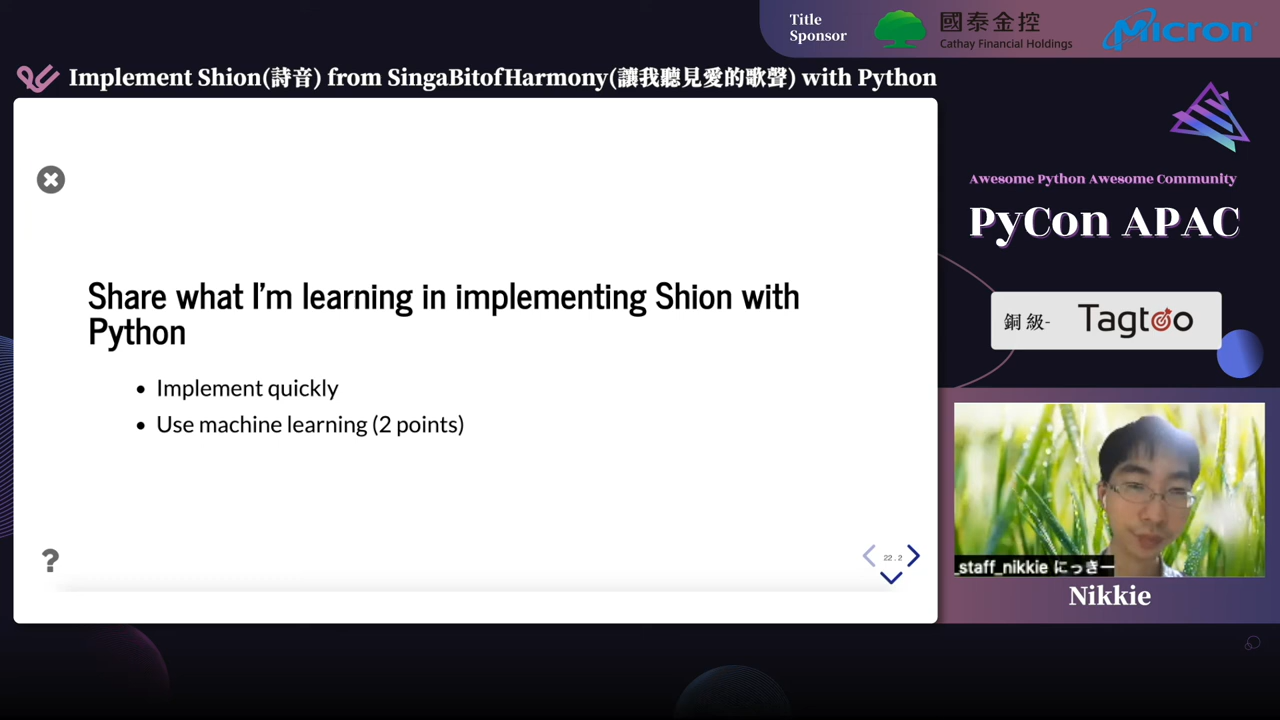 Title
Sponsor
國泰金控
Cathay Financial Holdings
Micron
Implement Shion(詩音) from SingaBitofHarmony(讓我聽見愛的歌聲) with Python
Awesome Python Awesome Community
PyCon APAC
Share what I'm learning in implementing Shion with
Python
• Implement quickly
• Use machine learning (2 points)
銅級- Tagtoo
?
22.2
_staff_nikkie にっきー
Nikkie